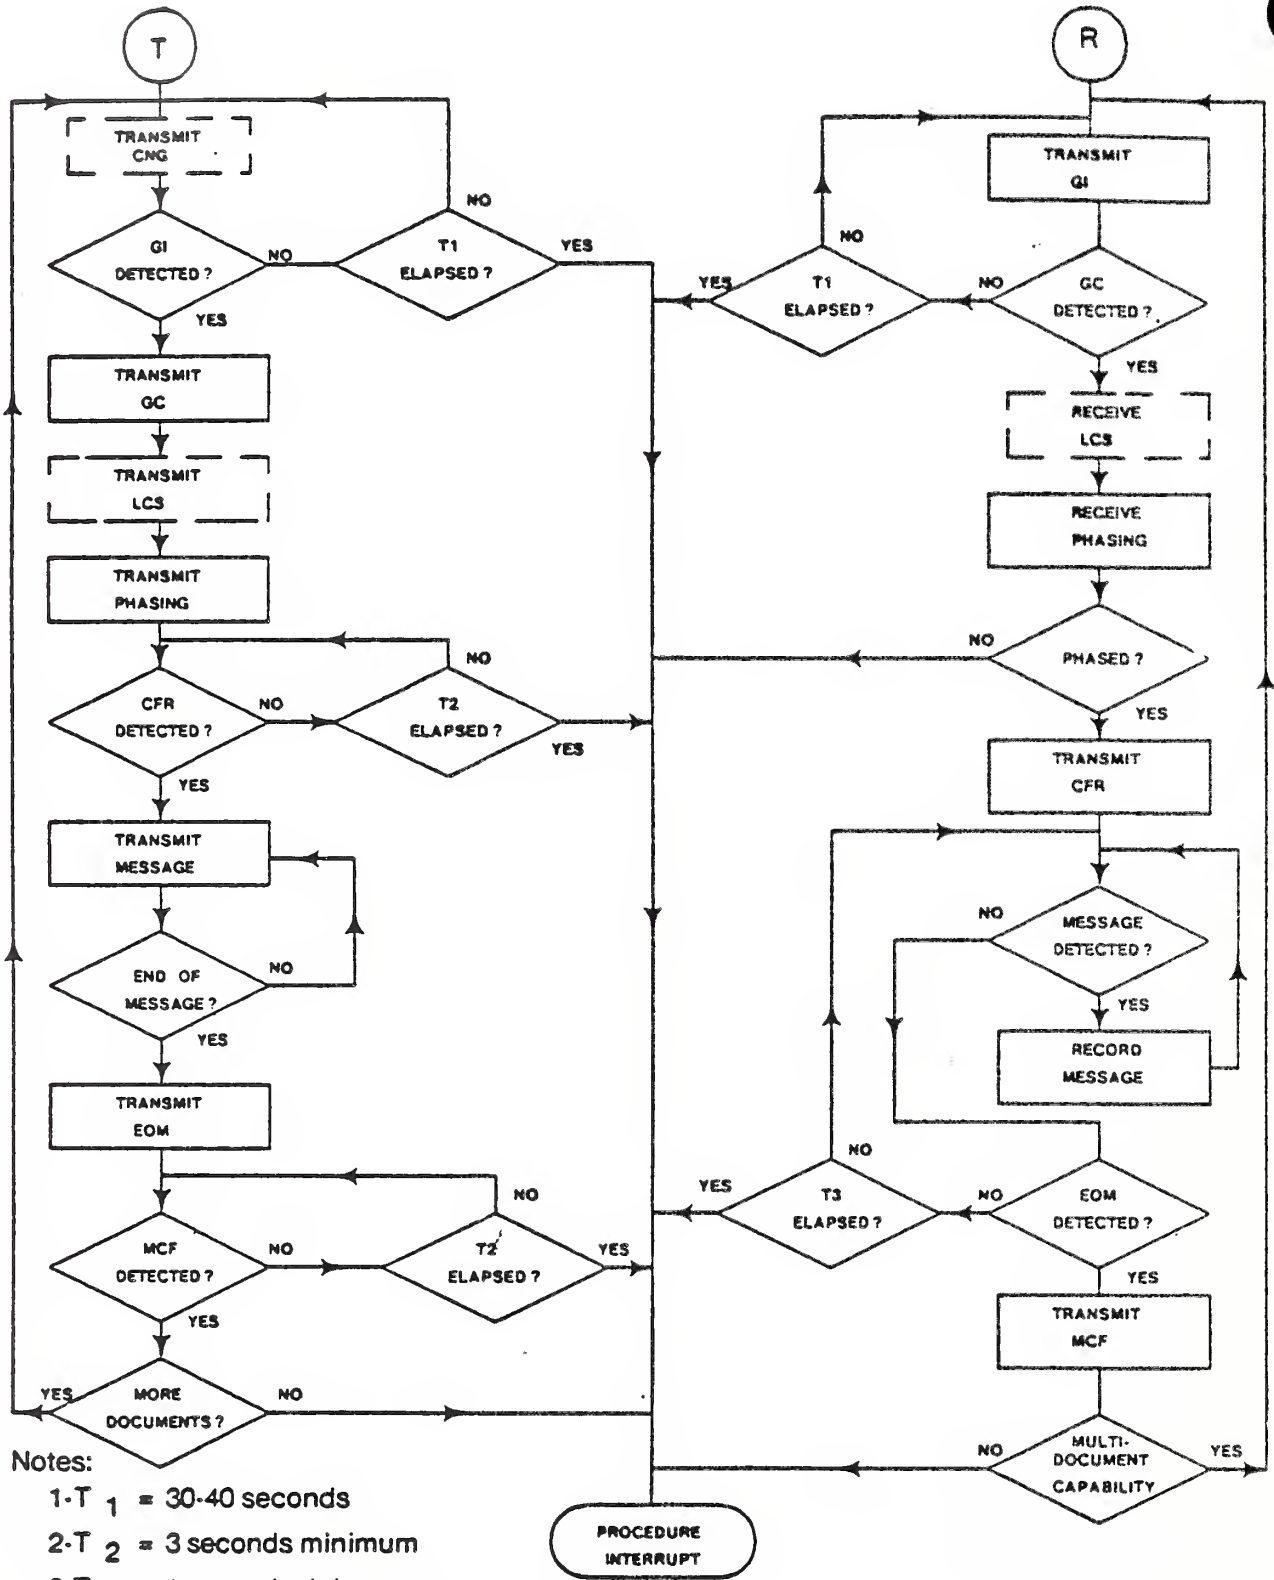 T
TRANSMIT
CNG
GI
DETECTED ?
NO
YES
T1
ELAPSED ?
NO
YES
TRANSMIT
GC
TRANSMIT
LCS
TRANSMIT
PHASING
CFR
DETECTED ?
NO
YES
T2
ELAPSED ?
NO
YES
TRANSMIT
MESSAGE
END OF
MESSAGE ?
NO
YES
TRANSMIT
EOM
MCF
DETECTED ?
NO
YES
T2
ELAPSED ?
NO
YES
MORE
DOCUMENTS ?
YES
NO
R
TRANSMIT
GI
GC
DETECTED ?
NO
YES
T1
ELAPSED ?
NO
YES
RECEIVE
LCS
RECEIVE
PHASING
PHASED ?
NO
YES
TRANSMIT
CFR
MESSAGE
DETECTED ?
NO
YES
RECORD
MESSAGE
EOM
DETECTED ?
NO
YES
T3
ELAPSED ?
NO
YES
TRANSMIT
MCF
MULTI-
DOCUMENT
CAPABILITY
NO
YES
PROCEDURE
INTERRUPT
Notes:
1-T 1 = 30-40 seconds
2-T 2 = 3 seconds minimum